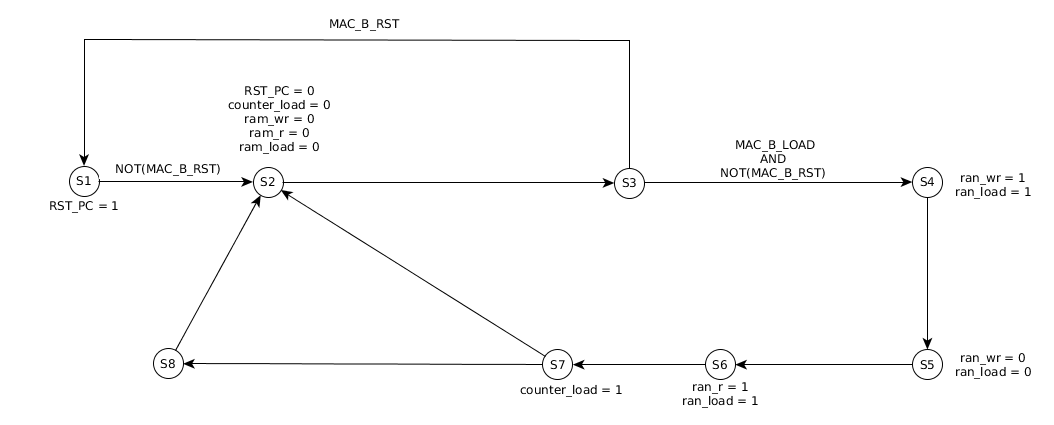 MAC_B_RST
RST_PC = 0
counter_load = 0
ram_wr = 0
ram_r = 0
ram_load = 0
MAC_B_LOAD
AND
NOT(MAC_B_RST)
NOT(MAC_B_RST)
S1
S2
S3
S4
ran_wr = 1
ran_load = 1
RST_PC = 1
S8
S7
S6
S5
ran_wr = 0
ran_load = 0
counter_load = 1
ran_r = 1
ran_load = 1